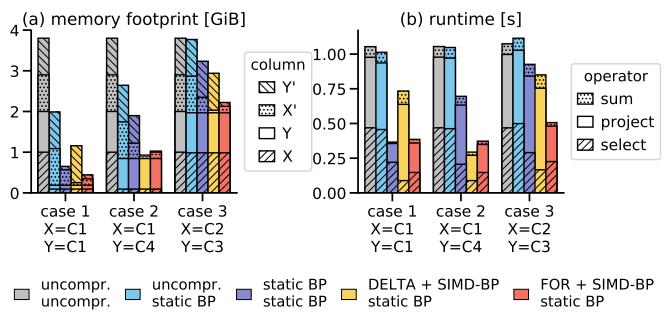 (a) memory footprint [GiB]
4
3
2
1
0
column
Y'
X'
Y
X
case 1
X=C1
Y=C1
case 2
X=C1
Y=C4
case 3
X=C2
Y=C3
(b) runtime [s]
1.00
0.75
0.50
0.25
0.00
operator
sum
project
select
case 1
X=C1
Y=C1
case 2
X=C1
Y=C4
case 3
X=C2
Y=C3
uncompr.
uncompr.
uncompr.
static BP
static BP
static BP
DELTA + SIMD-BP
static BP
FOR + SIMD-BP
static BP